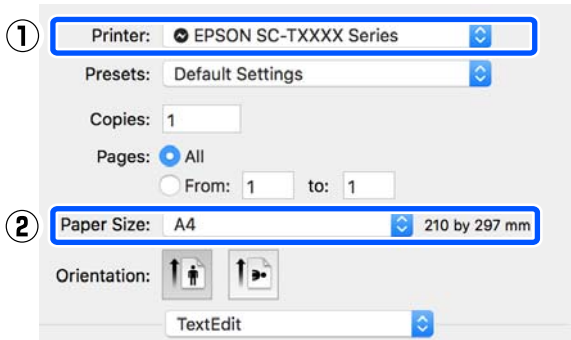 ① Printer: EPSON SC-TXXXX Series
Presets: Default Settings
Copies: 1
Pages: All
From: 1 to: 1
② Paper Size: A4 210 by 297 mm
Orientation:
TextEdit